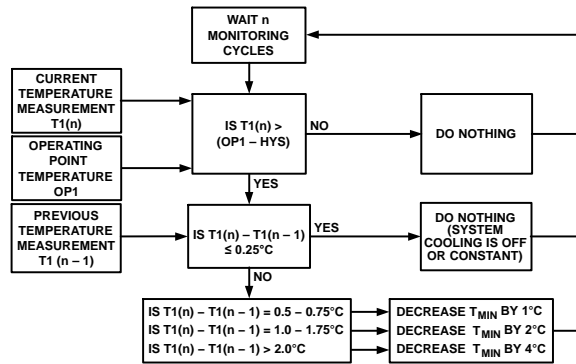 WAIT n
MONITORING
CYCLES
CURRENT
TEMPERATURE
MEASUREMENT
T1(n)
IS T1(n) >
(OP1 – HYS)
NO
DO NOTHING
OPERATING
POINT
TEMPERATURE
OP1
YES
PREVIOUS
TEMPERATURE
MEASUREMENT
T1 (n – 1)
IS T1(n) – T1(n – 1)
≤ 0.25°C
YES
DO NOTHING
(SYSTEM
COOLING IS OFF
OR CONSTANT)
NO
IS T1(n) – T1(n – 1) = 0.5 – 0.75°C
DECREASE TMIN BY 1°C
IS T1(n) – T1(n – 1) = 1.0 – 1.75°C
DECREASE TMIN BY 2°C
IS T1(n) – T1(n – 1) > 2.0°C
DECREASE TMIN BY 4°C